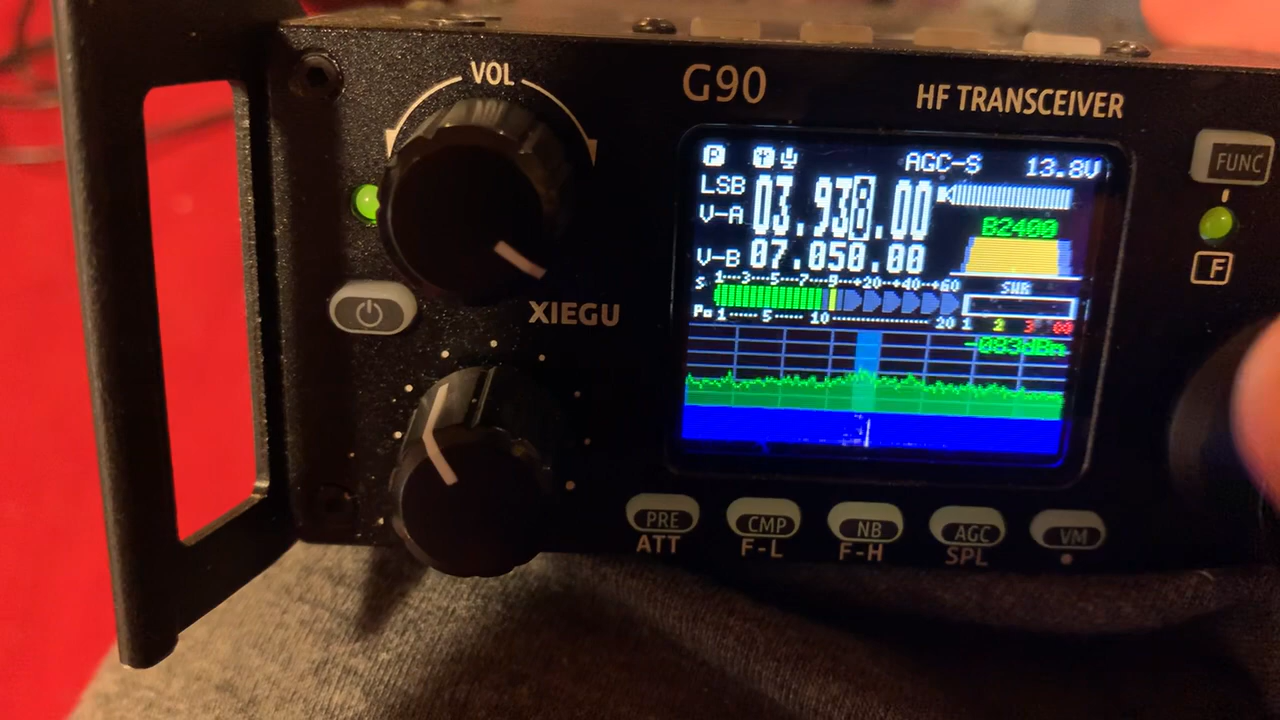 VOL
G90
HF TRANSCEIVER
FUNC
P AGC-S 13.8V
LSB 03.938.00
V-A
B2400
V-B 07.050.00
S 1 3 5 7 9 +20 +40 +60
SWR
Po 1 5 10 20 1 2 3 00
-083dBm
F
XIEGU
PRE CMP NB AGC VM
ATT F-L F-H SPL